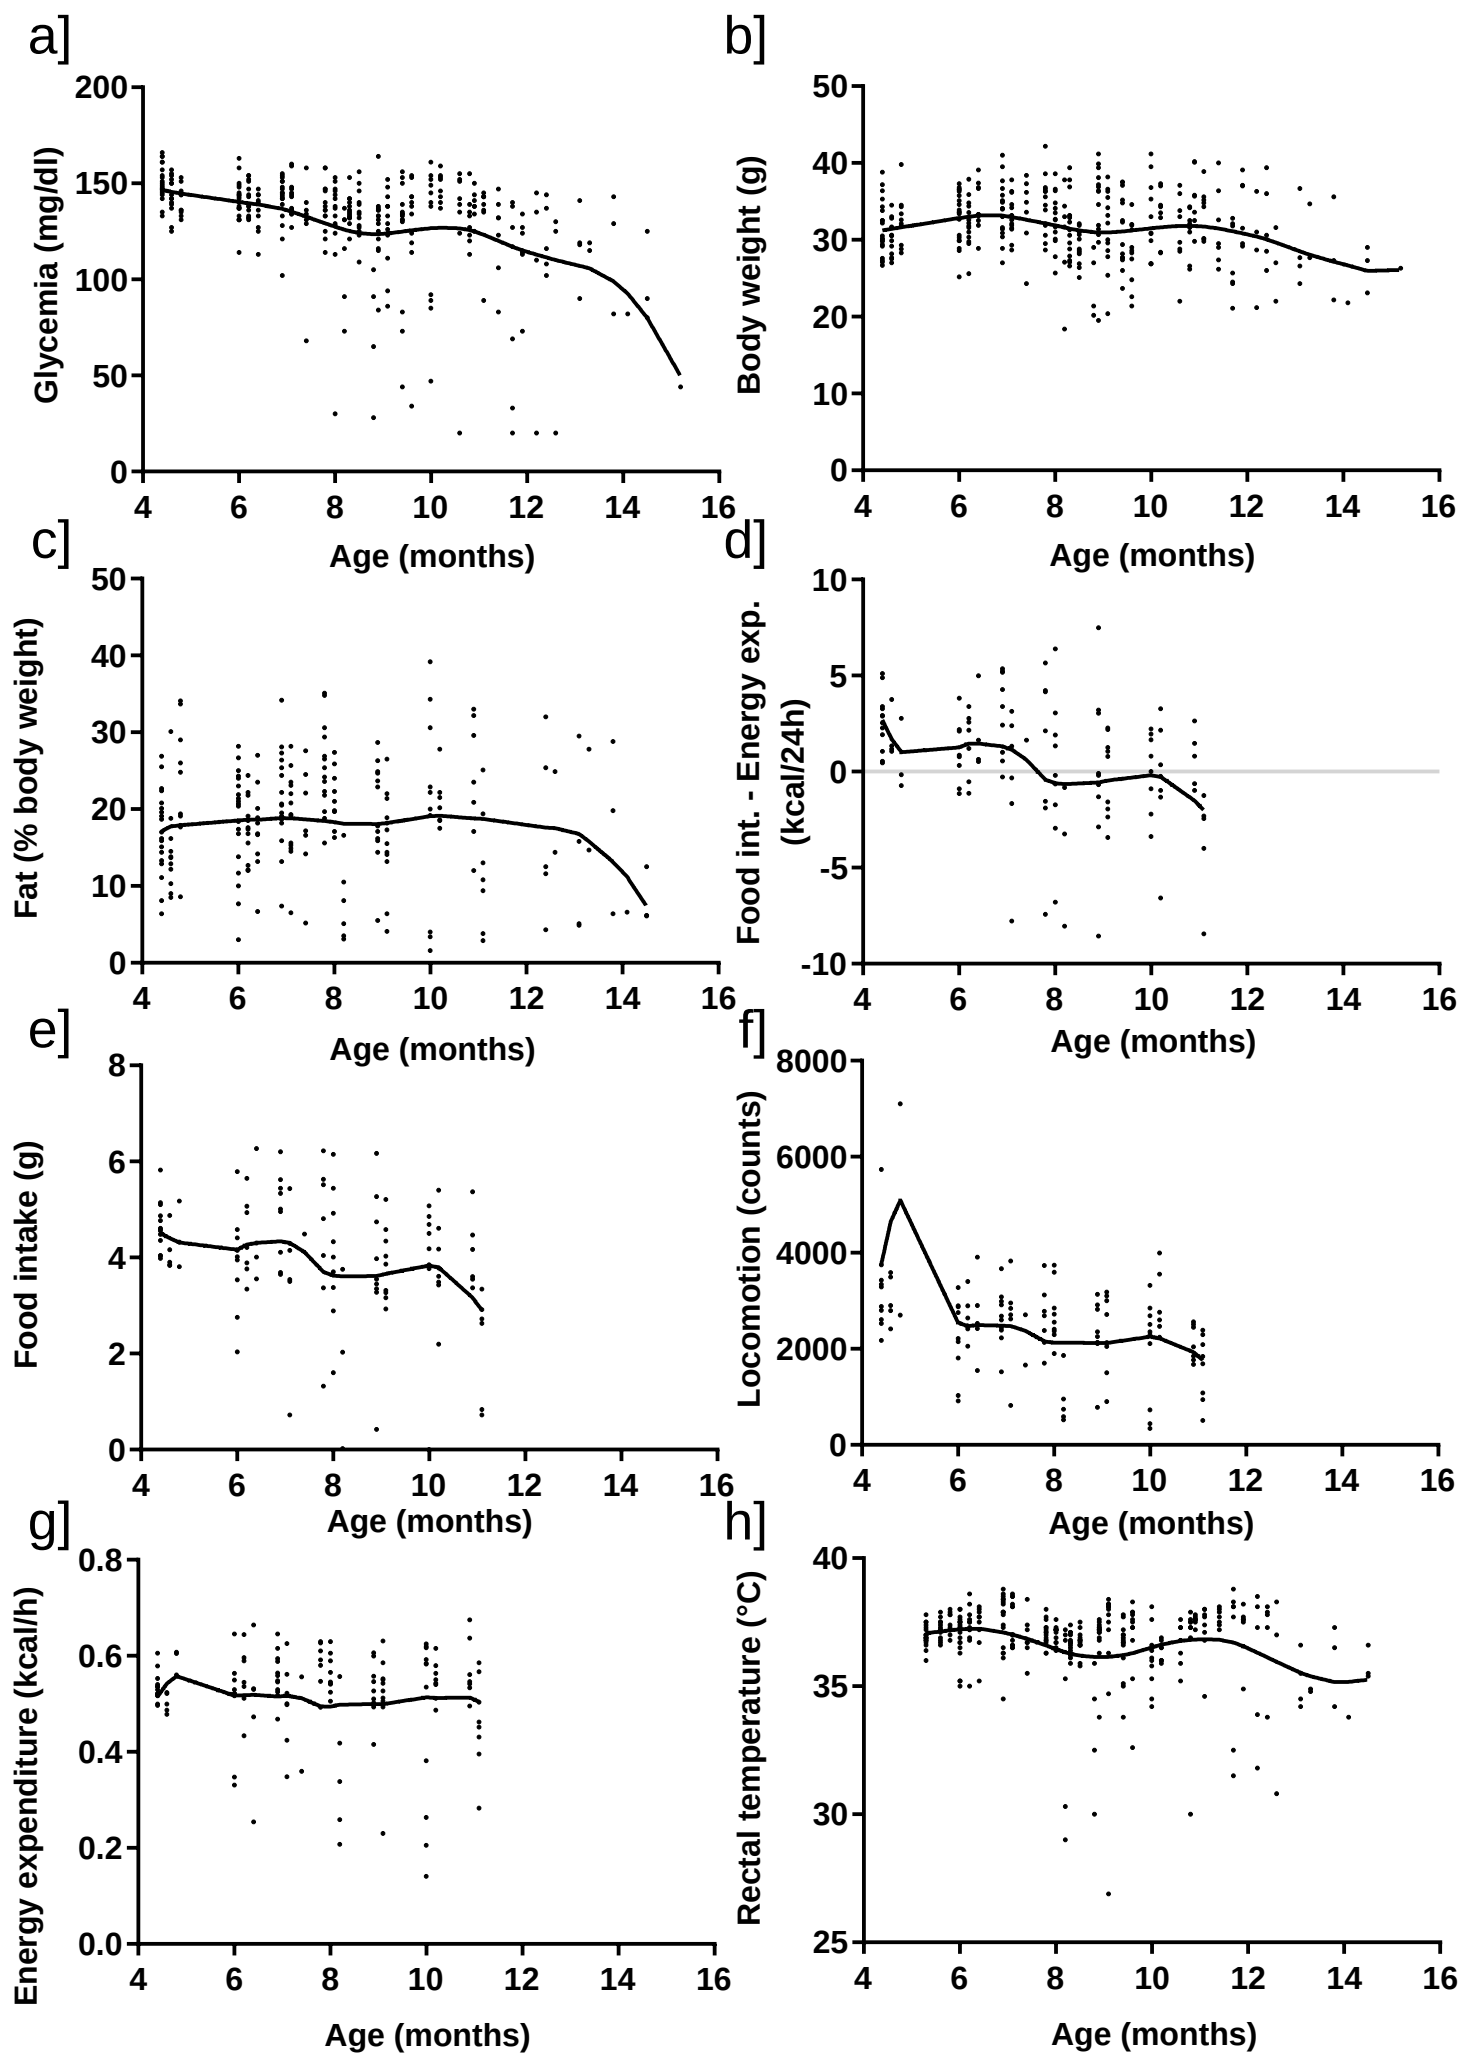 a]
200
150
100
50
0
Glycemia (mg/dl)
4 6 8 10 12 14 16
Age (months)
b]
50
40
30
20
10
0
Body weight (g)
4 6 8 10 12 14 16
Age (months)
c]
50
40
30
20
10
0
Fat (% body weight)
4 6 8 10 12 14 16
Age (months)
d]
10
5
0
-5
-10
Food int. - Energy exp.
(kcal/24h)
4 6 8 10 12 14 16
Age (months)
e]
8
6
4
2
0
Food intake (g)
4 6 8 10 12 14 16
Age (months)
f]
8000
6000
4000
2000
0
Locomotion (counts)
4 6 8 10 12 14 16
Age (months)
g]
0.8
0.6
0.4
0.2
0.0
Energy expenditure (kcal/h)
4 6 8 10 12 14 16
Age (months)
h]
40
35
30
25
Rectal temperature (°C)
4 6 8 10 12 14 16
Age (months)